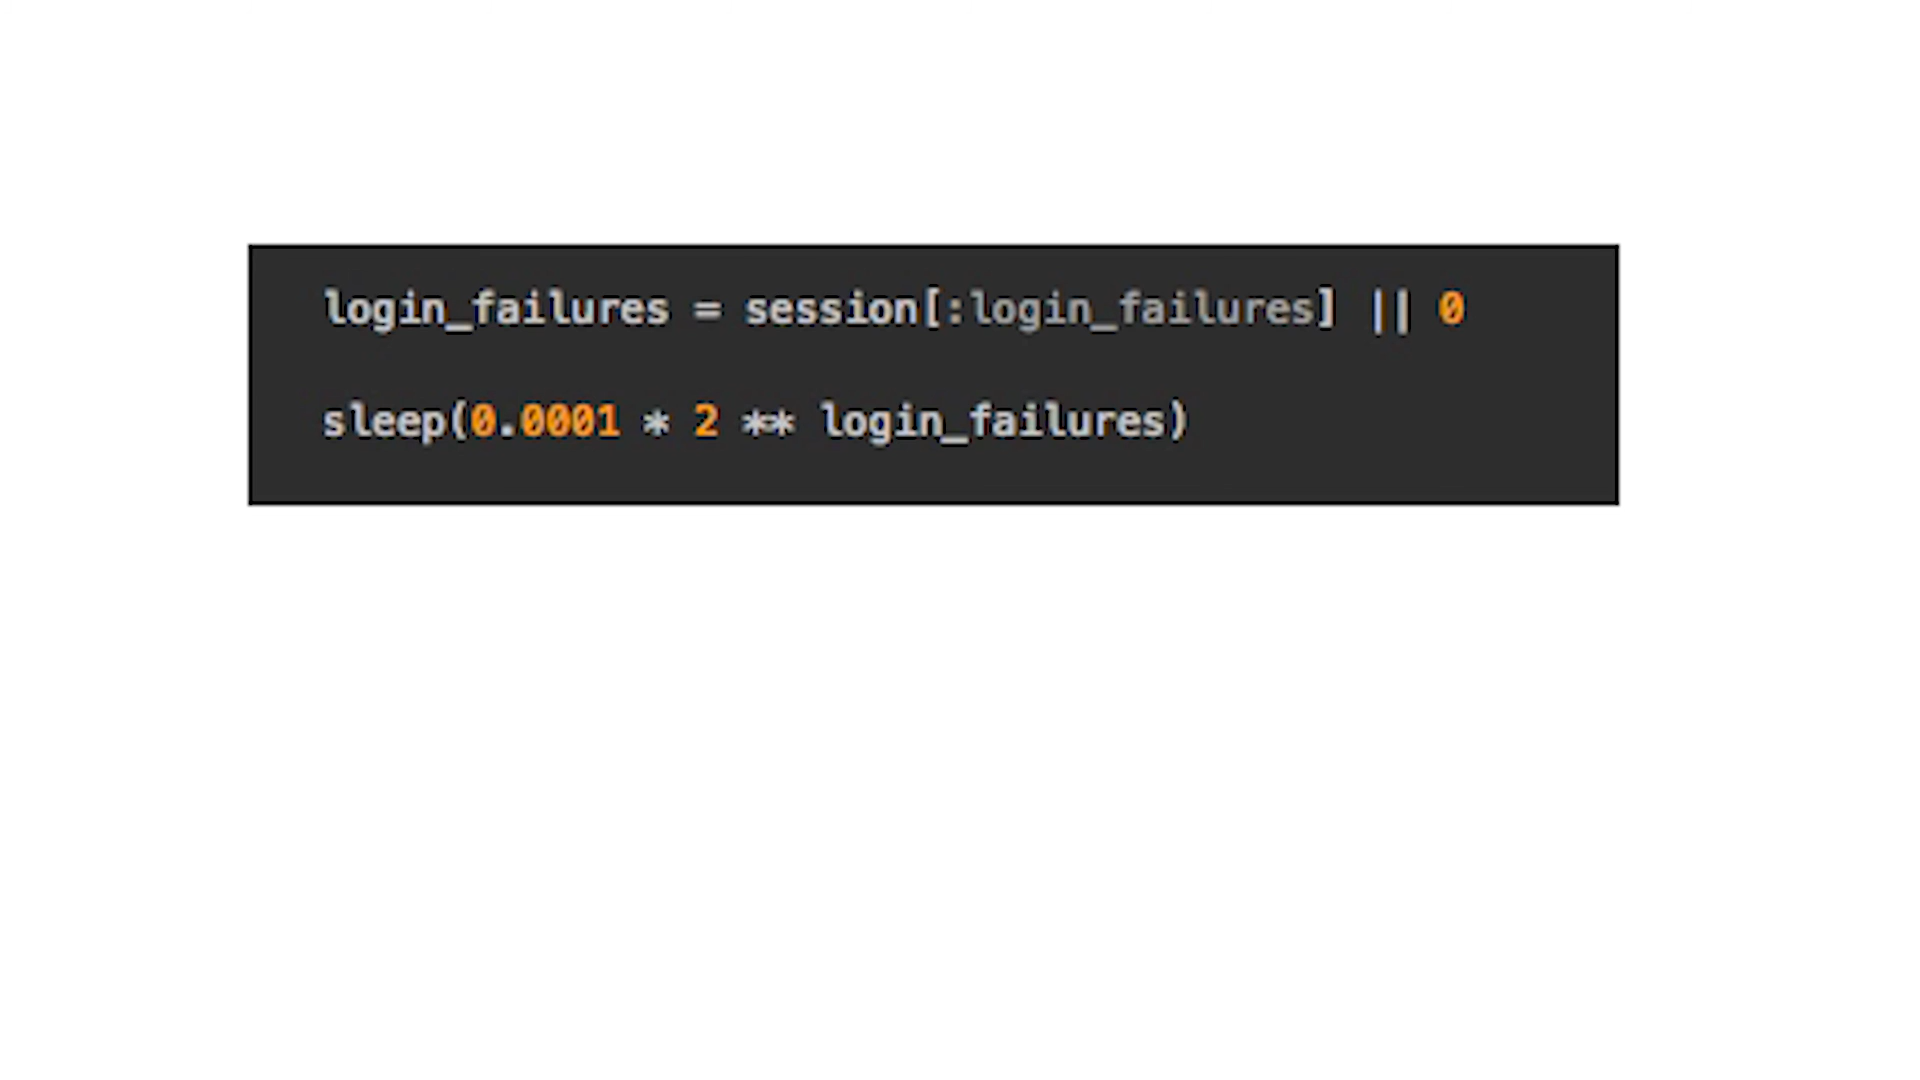 login_failures = session[:login_failures] || 0
sleep(0.0001 * 2 ** login_failures)